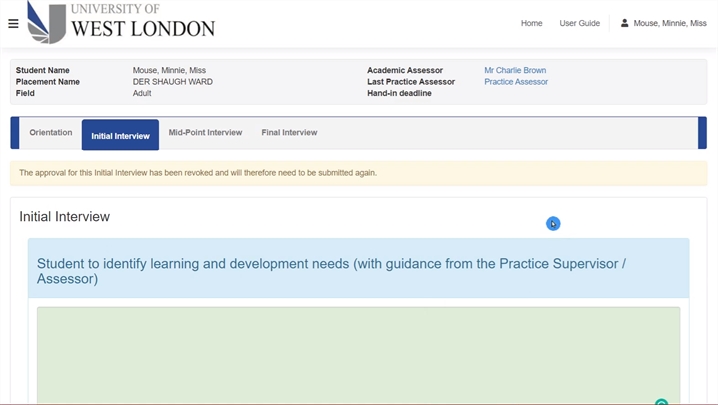 UNIVERSITY OF
WEST LONDON
Home
User Guide
Mouse, Minnie, Miss
Student Name
Mouse, Minnie, Miss
Academic Assessor
Mr Charlie Brown
Placement Name
DER SHAUGH WARD
Last Practice Assessor
Practice Assessor
Field
Adult
Hand-in deadline
Orientation
Initial Interview
Mid-Point Interview
Final Interview
The approval for this Initial Interview has been revoked and will therefore need to be submitted again.
Initial Interview
Student to identify learning and development needs (with guidance from the Practice Supervisor /
Assessor)